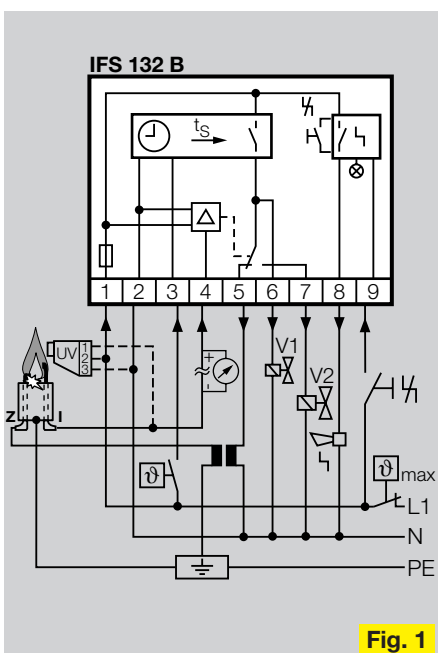 IFS 132 B
tS
1 2 3 4 5 6 7 8 9
UV 1
2
3
+
-
V1
V2
Z I
ϑ
ϑ max
L1
N
PE
Fig. 1